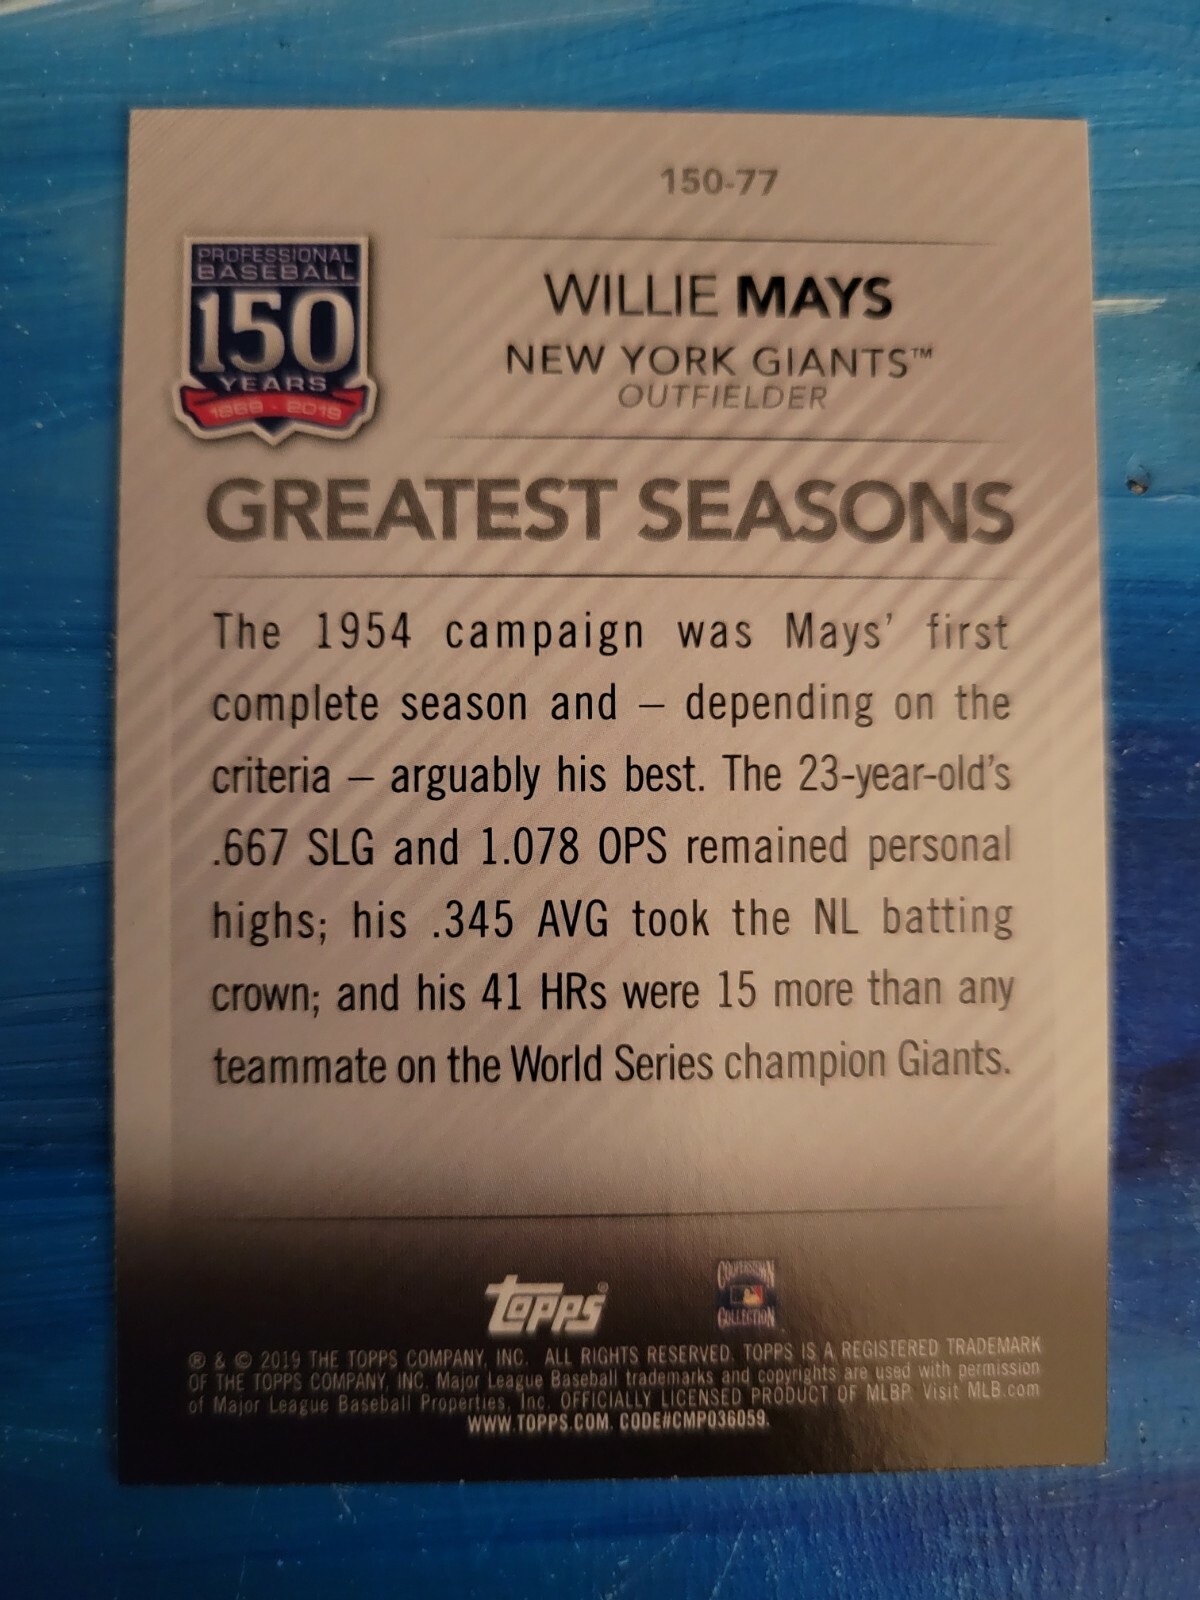 150-77
PROFESSIONAL
BASEBALL
150
YEARS
1869 - 2019
WILLIE MAYS
NEW YORK GIANTS™
OUTFIELDER
GREATEST SEASONS
The 1954 campaign was Mays' first
complete season and – depending on the
criteria – arguably his best. The 23-year-old's
.667 SLG and 1.078 OPS remained personal
highs; his .345 AVG took the NL batting
crown; and his 41 HRs were 15 more than any
teammate on the World Series champion Giants.
topps®
COOPERSTOWN
COLLECTION
® & © 2019 THE TOPPS COMPANY, INC. ALL RIGHTS RESERVED. TOPPS IS A REGISTERED TRADEMARK
OF THE TOPPS COMPANY, INC. Major League Baseball trademarks and copyrights are used with permission
of Major League Baseball Properties, Inc. OFFICIALLY LICENSED PRODUCT OF MLBP. Visit MLB.com
WWW.TOPPS.COM. CODE#CMP036059.